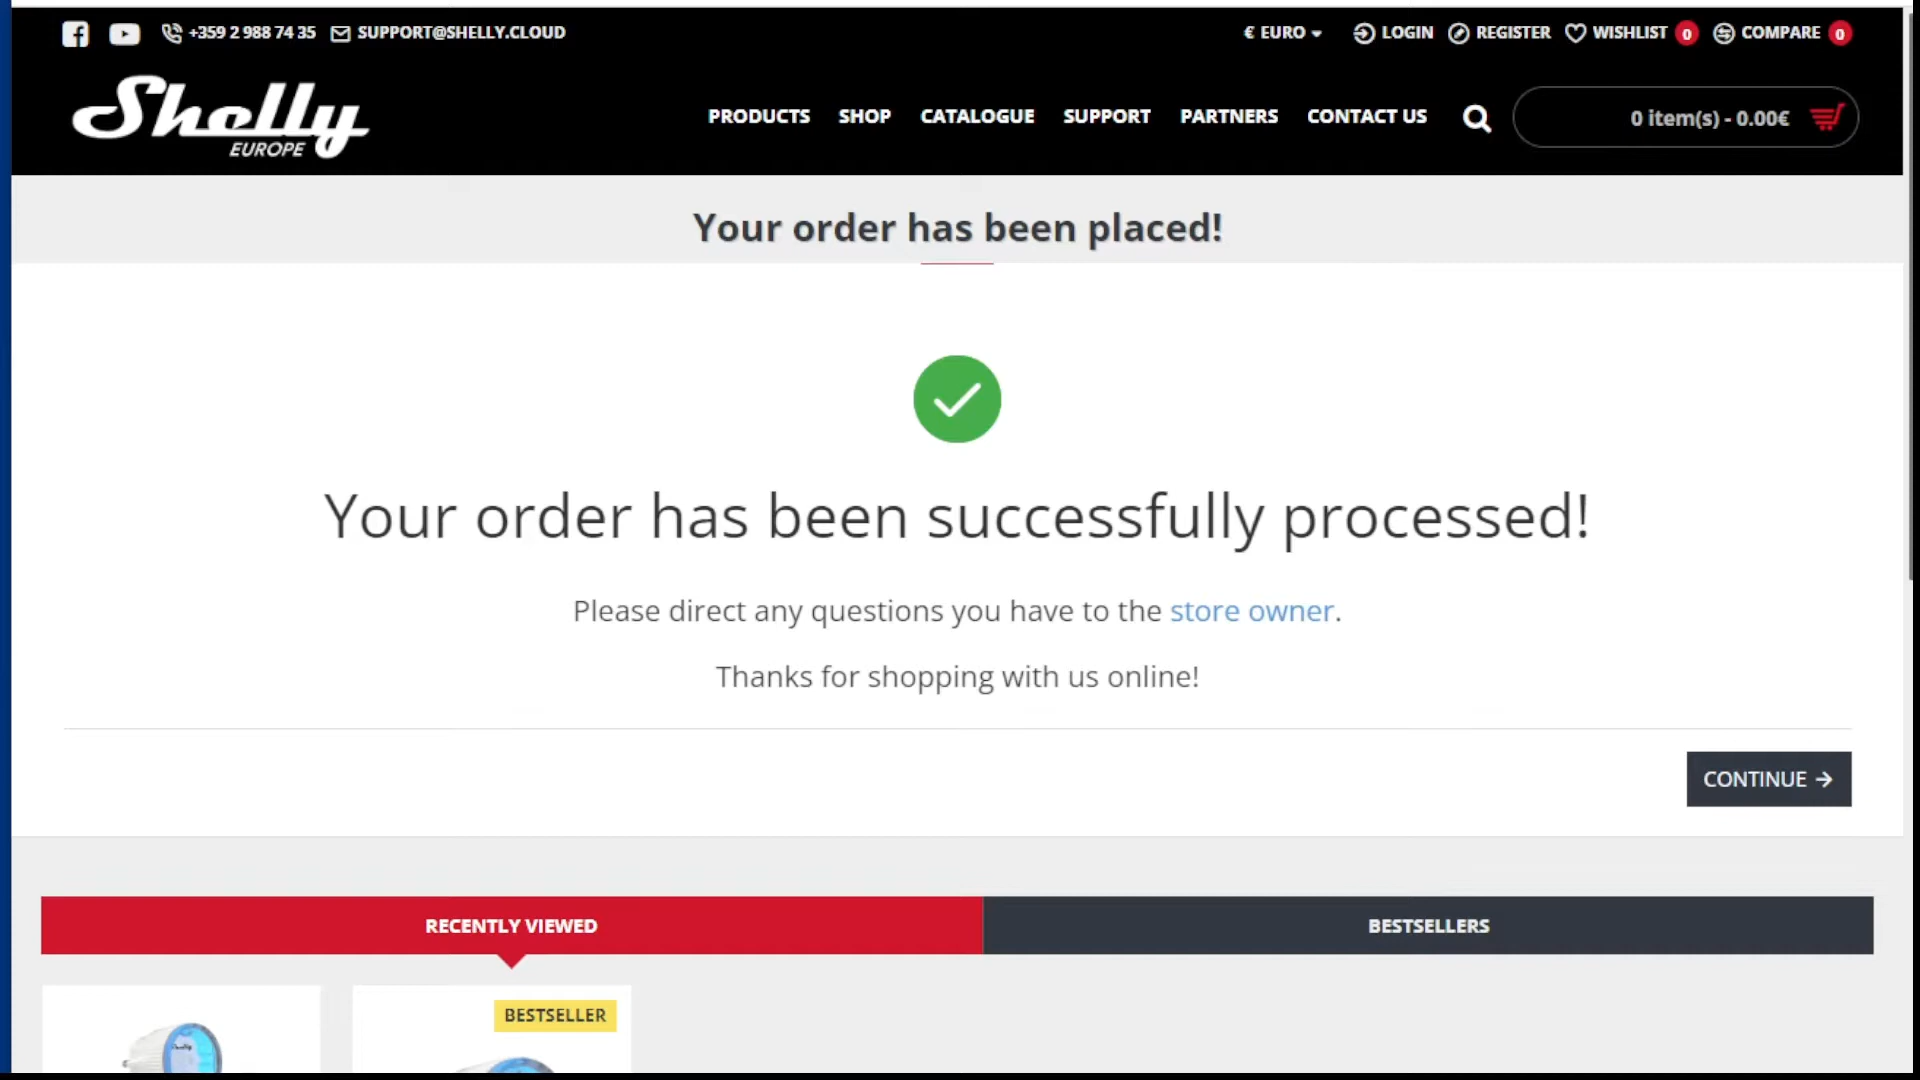 +359 2 988 74 35 SUPPORT@SHELLY.CLOUD € EURO LOGIN REGISTER WISHLIST 0 COMPARE 0
Shelly
EUROPE
PRODUCTS SHOP CATALOGUE SUPPORT PARTNERS CONTACT US 0 item(s) - 0.00€
Your order has been placed!
Your order has been successfully processed!
Please direct any questions you have to the store owner.
Thanks for shopping with us online!
CONTINUE →
RECENTLY VIEWED BESTSELLERS
BESTSELLER
Shelly